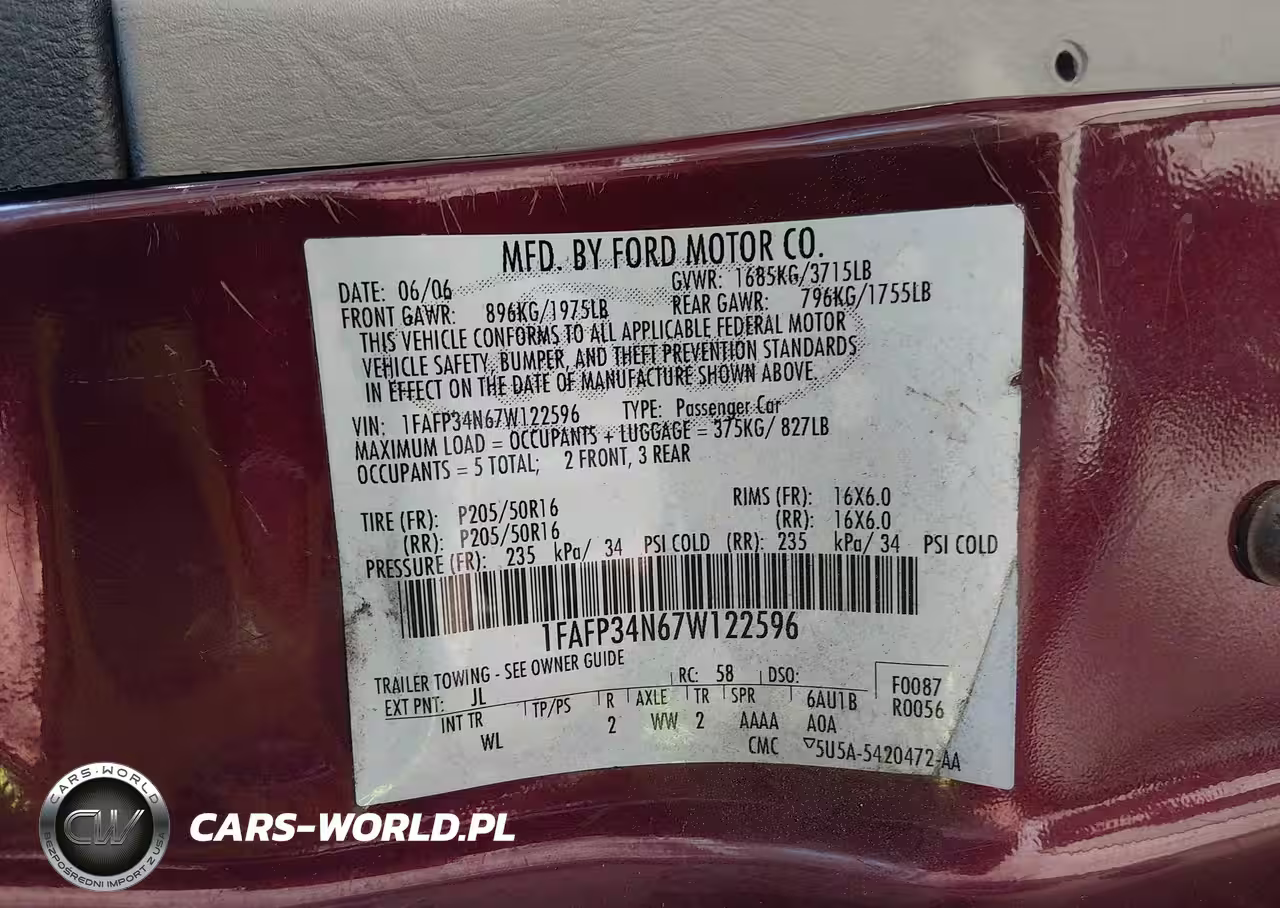 MFD. BY FORD MOTOR CO.
DATE: 06/06 GVWR: 1685KG/3715LB
FRONT GAWR: 896KG/1975LB REAR GAWR: 796KG/1755LB
THIS VEHICLE CONFORMS TO ALL APPLICABLE FEDERAL MOTOR
VEHICLE SAFETY, BUMPER, AND THEFT PREVENTION STANDARDS
IN EFFECT ON THE DATE OF MANUFACTURE SHOWN ABOVE.
VIN: 1FAFP34N67W122596 TYPE: Passenger Car
MAXIMUM LOAD = OCCUPANTS + LUGGAGE = 375KG/ 827LB
OCCUPANTS = 5 TOTAL; 2 FRONT, 3 REAR
TIRE (FR): P205/50R16 RIMS (FR): 16X6.0
(RR): P205/50R16 (RR): 16X6.0
PRESSURE (FR): 235 kPa/ 34 PSI COLD (RR): 235 kPa/ 34 PSI COLD
1FAFP34N67W122596
TRAILER TOWING - SEE OWNER GUIDE
EXT PNT: JL RC: 58 DSO: F0087
INT TR TP/PS R AXLE TR SPR 6AU1B R0056
WL 2 WW 2 AAAA A0A
CMC ▽5U5A-5420472-AA
CARS-WORLD
CW
BEZPOŚREDNI IMPORT Z USA
CARS-WORLD.PL